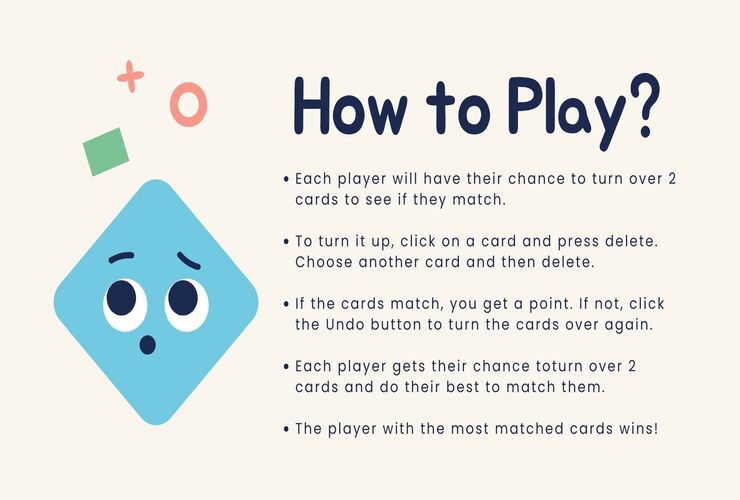 How to Play?
• Each player will have their chance to turn over 2
cards to see if they match.
• To turn it up, click on a card and press delete.
Choose another card and then delete.
• If the cards match, you get a point. If not, click
the Undo button to turn the cards over again.
• Each player gets their chance toturn over 2
cards and do their best to match them.
• The player with the most matched cards wins!